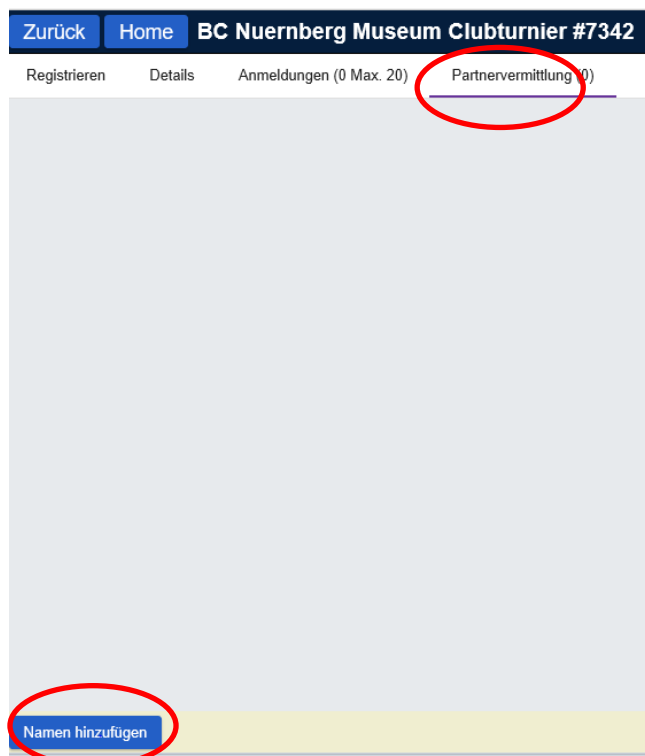 Zurück Home BC Nuernberg Museum Clubturnier #7342
Registrieren Details Anmeldungen (0 Max. 20) Partnervermittlung (0)
Namen hinzufügen